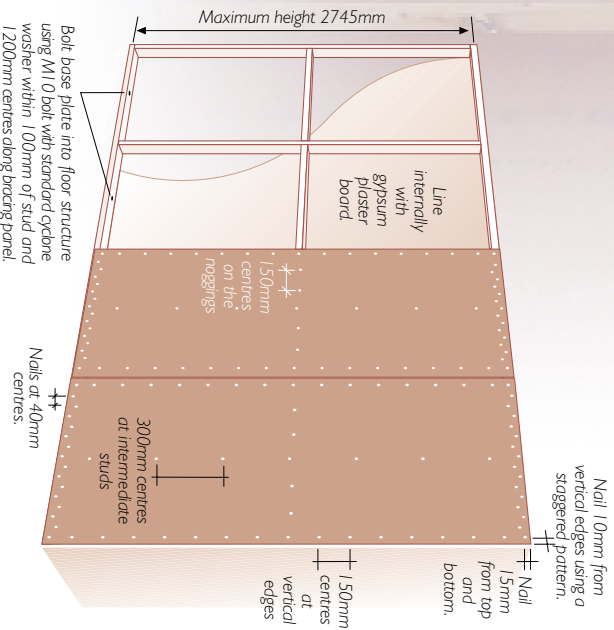 Maximum height 2745mm
Bolt base plate into floor structure
using M10 bolt with standard cyclone
washer within 100mm of stud and
1200mm centres along bracing panel.
Line
internally
with
gypsum
plaster
board.
150mm
centres
on the
noggings
Nails at 40mm
centres.
300mm centres
at intermediate
studs
Nail 10mm from
vertical edges using a
staggered pattern.
Nail
15mm
from top
and
bottom.
150mm
centres
at
vertical
edges